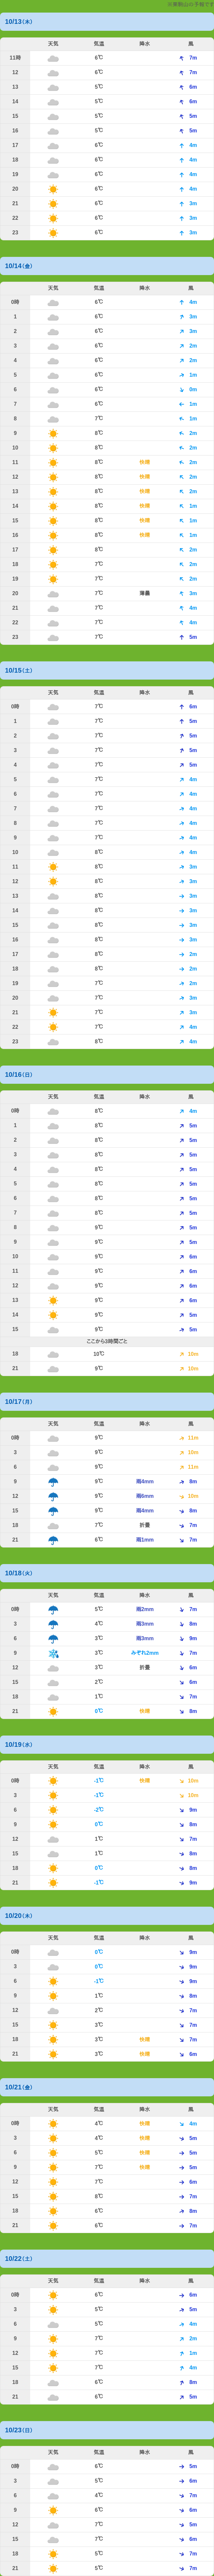 ※東駒山の予報です
10/13(木)
天気 気温 降水 風
11時 6℃ 7m
12 6℃ 7m
13 5℃ 6m
14 5℃ 6m
15 5℃ 5m
16 5℃ 5m
17 6℃ 4m
18 6℃ 4m
19 6℃ 4m
20 6℃ 4m
21 6℃ 3m
22 6℃ 3m
23 6℃ 3m
10/14(金)
天気 気温 降水 風
0時 6℃ 4m
1 6℃ 3m
2 6℃ 3m
3 6℃ 2m
4 6℃ 2m
5 6℃ 1m
6 6℃ 0m
7 6℃ 1m
8 7℃ 1m
9 8℃ 2m
10 8℃ 2m
11 8℃ 快晴 2m
12 8℃ 快晴 2m
13 8℃ 快晴 2m
14 8℃ 快晴 1m
15 8℃ 快晴 1m
16 8℃ 快晴 1m
17 8℃ 2m
18 7℃ 2m
19 7℃ 2m
20 7℃ 薄曇 3m
21 7℃ 4m
22 7℃ 4m
23 7℃ 5m
10/15(土)
天気 気温 降水 風
0時 7℃ 6m
1 7℃ 5m
2 7℃ 5m
3 7℃ 5m
4 7℃ 5m
5 7℃ 4m
6 7℃ 4m
7 7℃ 4m
8 7℃ 4m
9 7℃ 4m
10 8℃ 4m
11 8℃ 3m
12 8℃ 3m
13 8℃ 3m
14 8℃ 3m
15 8℃ 3m
16 8℃ 3m
17 8℃ 2m
18 8℃ 2m
19 7℃ 2m
20 7℃ 3m
21 7℃ 3m
22 7℃ 4m
23 8℃ 4m
10/16(日)
天気 気温 降水 風
0時 8℃ 4m
1 8℃ 5m
2 8℃ 5m
3 8℃ 5m
4 8℃ 5m
5 8℃ 5m
6 8℃ 5m
7 8℃ 5m
8 9℃ 5m
9 9℃ 5m
10 9℃ 6m
11 9℃ 6m
12 9℃ 6m
13 9℃ 6m
14 9℃ 5m
15 9℃ 5m
ここから3時間ごと
18 10℃ 10m
21 9℃ 10m
10/17(月)
天気 気温 降水 風
0時 9℃ 11m
3 9℃ 10m
6 9℃ 11m
9 9℃ 雨4mm 8m
12 9℃ 雨6mm 10m
15 9℃ 雨4mm 8m
18 7℃ 折曇 7m
21 6℃ 雨1mm 7m
10/18(火)
天気 気温 降水 風
0時 5℃ 雨2mm 7m
3 4℃ 雨3mm 8m
6 3℃ 雨3mm 9m
9 3℃ みぞれ2mm 7m
12 3℃ 折曇 6m
15 2℃ 6m
18 1℃ 7m
21 0℃ 快晴 8m
10/19(水)
天気 気温 降水 風
0時 -1℃ 快晴 10m
3 -1℃ 10m
6 -2℃ 9m
9 0℃ 8m
12 1℃ 7m
15 1℃ 8m
18 0℃ 8m
21 -1℃ 9m
10/20(木)
天気 気温 降水 風
0時 0℃ 9m
3 0℃ 9m
6 -1℃ 9m
9 1℃ 8m
12 2℃ 7m
15 3℃ 7m
18 3℃ 快晴 7m
21 3℃ 快晴 6m
10/21(金)
天気 気温 降水 風
0時 4℃ 快晴 4m
3 4℃ 快晴 5m
6 5℃ 快晴 5m
9 7℃ 快晴 5m
12 7℃ 6m
15 8℃ 7m
18 6℃ 8m
21 6℃ 7m
10/22(土)
天気 気温 降水 風
0時 6℃ 6m
3 5℃ 5m
6 5℃ 4m
9 7℃ 2m
12 7℃ 1m
15 7℃ 4m
18 6℃ 8m
21 6℃ 5m
10/23(日)
天気 気温 降水 風
0時 5℃ 5m
3 5℃ 6m
6 4℃ 7m
9 6℃ 6m
12 7℃ 5m
15 7℃ 6m
18 5℃ 7m
21 5℃ 7m